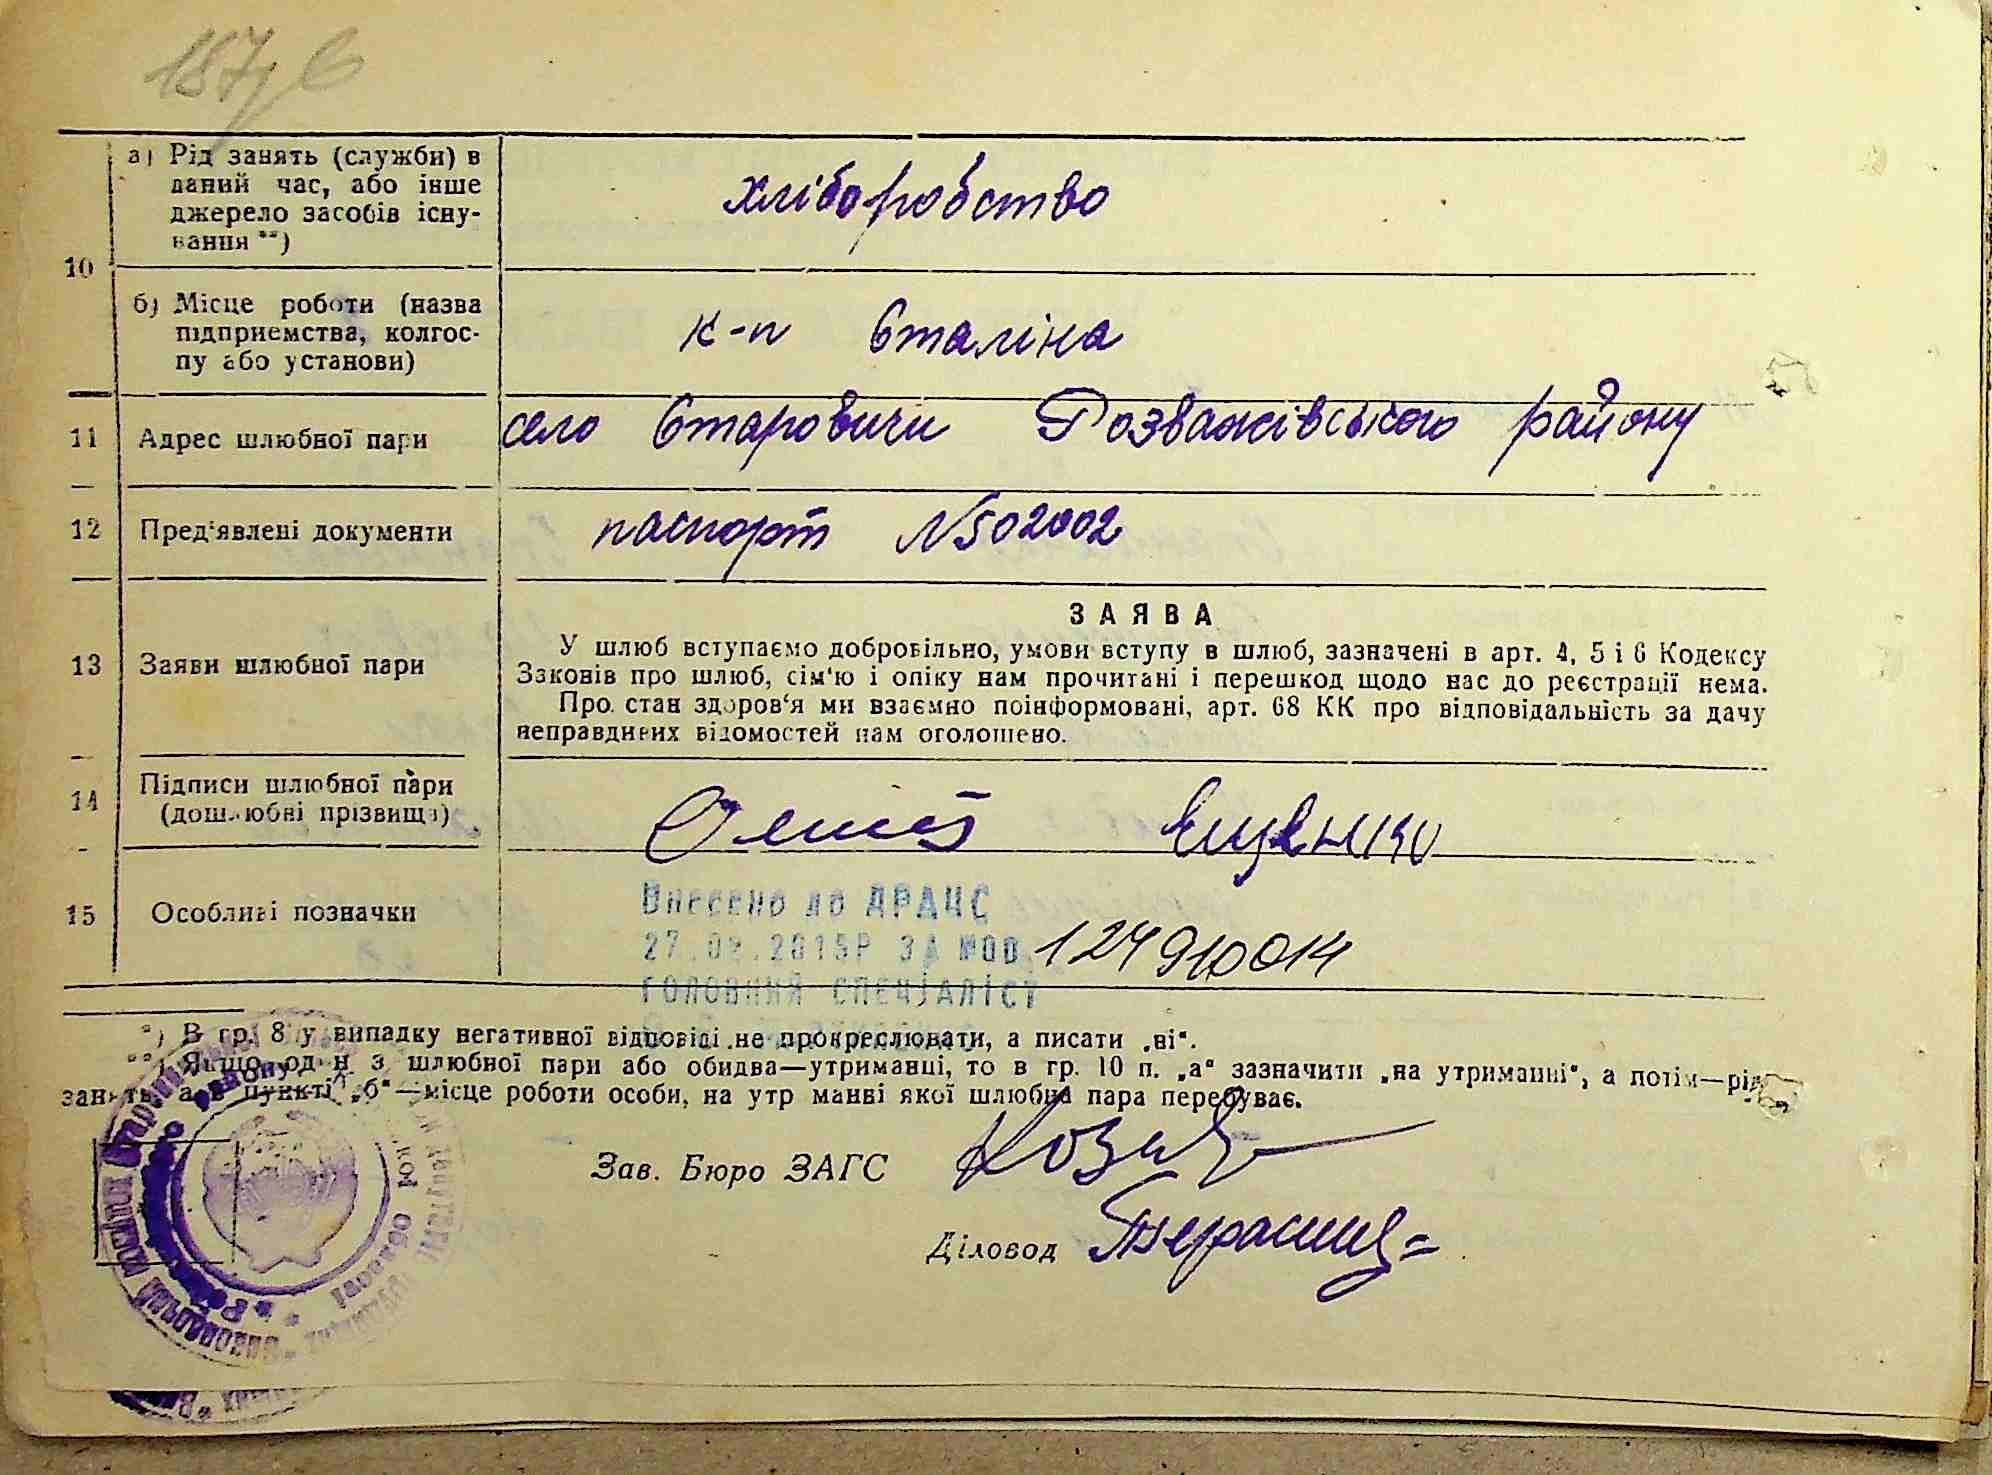 а) Рід занять (служби) в
даний час, або інше
джерело засобів існу-
вання **)
хліборобство
10
б) Місце роботи (назва
підприємства, колгос-
пу або установи)
к-п Сталіна
11 Адрес шлюбної пари
село Старовичи Розважівського району
12 Пред'явлені документи
паспорт N502002
13 Заяви шлюбної пари
ЗАЯВА
У шлюб вступаємо добровільно, умови вступу в шлюб, зазначені в арт. 4, 5 і 6 Кодексу
Законів про шлюб, сім'ю і опіку нам прочитані і перешкод щодо нас до реєстрації нема.
Про стан здоров'я ми взаємно поінформовані, арт. 68 КК про відповідальність за дачу
неправдивих відомостей нам оголошено.
14 Підписи шлюбної пари
(дошлюбні прізвища)
Ященко
15 Особливі позначки
Внесено до ДРАЦС
2015Р ЗА №00
124910014
ГОЛОВНИЙ СПЕЦІАЛІСТ
*) В гр. 8 у випадку негативної відповіді не прокреслювати, а писати „ні“.
**) Якщо один з шлюбної пари або обидва—утриманці, то в гр. 10 п. „а“ зазначити „на утриманні“, а потім—рід
занять, а в пункті „б“—місце роботи особи, на утриманні якої шлюбна пара перебуває.
Зав. Бюро ЗАГС
Діловод